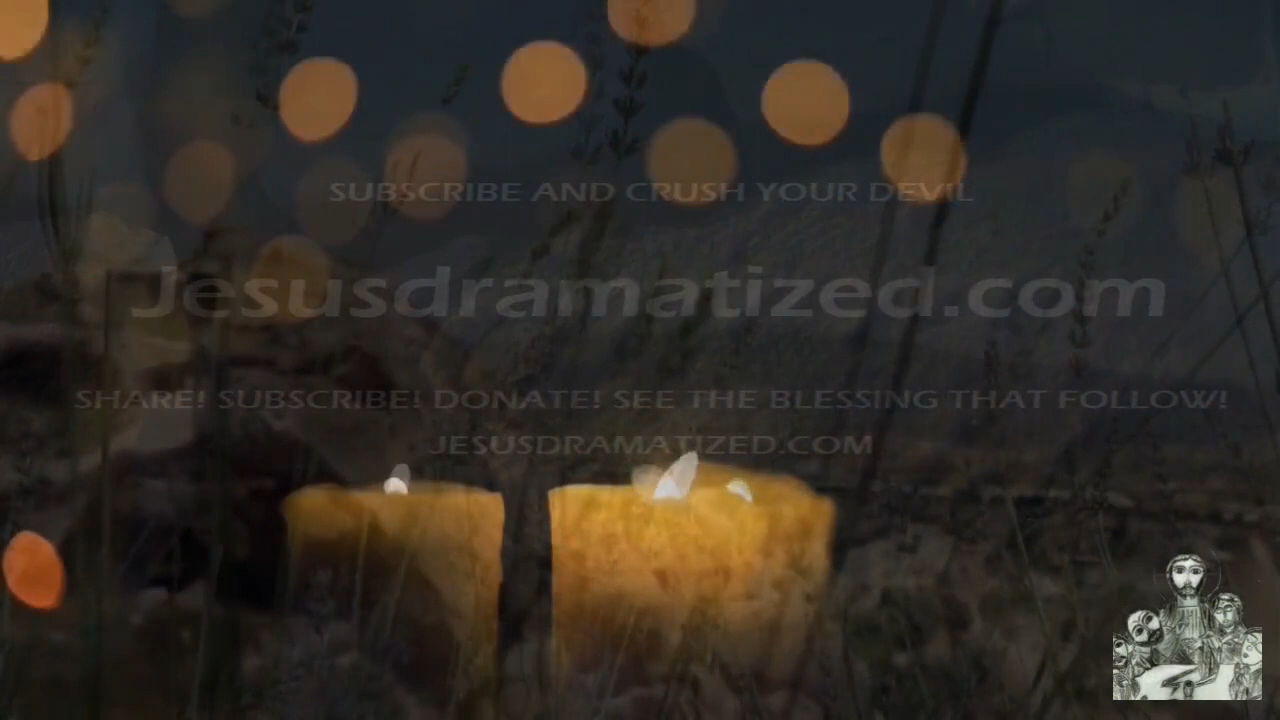 SUBSCRIBE AND CRUSH YOUR DEVIL
Jesusdramatized.com
SHARE! SUBSCRIBE! DONATE! SEE THE BLESSING THAT FOLLOW!
JESUSDRAMATIZED.COM